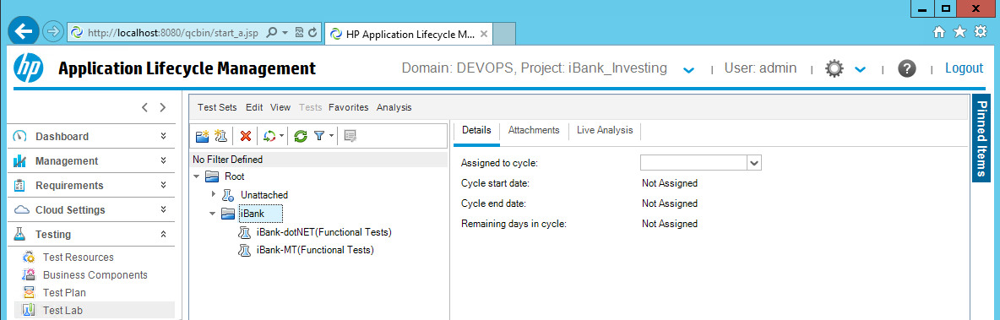 http://localhost:8080/qcbin/start_a.jsp
HP Application Lifecycle M...
hp
Application Lifecycle Management
Domain: DEVOPS, Project: iBank_Investing
User: admin
Logout
Dashboard
Management
Requirements
Cloud Settings
Testing
Test Resources
Business Components
Test Plan
Test Lab
Test Sets Edit View Tests Favorites Analysis
No Filter Defined
Root
Unattached
iBank
iBank-dotNET(Functional Tests)
iBank-MT(Functional Tests)
Details Attachments Live Analysis
Assigned to cycle:
Cycle start date: Not Assigned
Cycle end date: Not Assigned
Remaining days in cycle: Not Assigned
Pinned Items